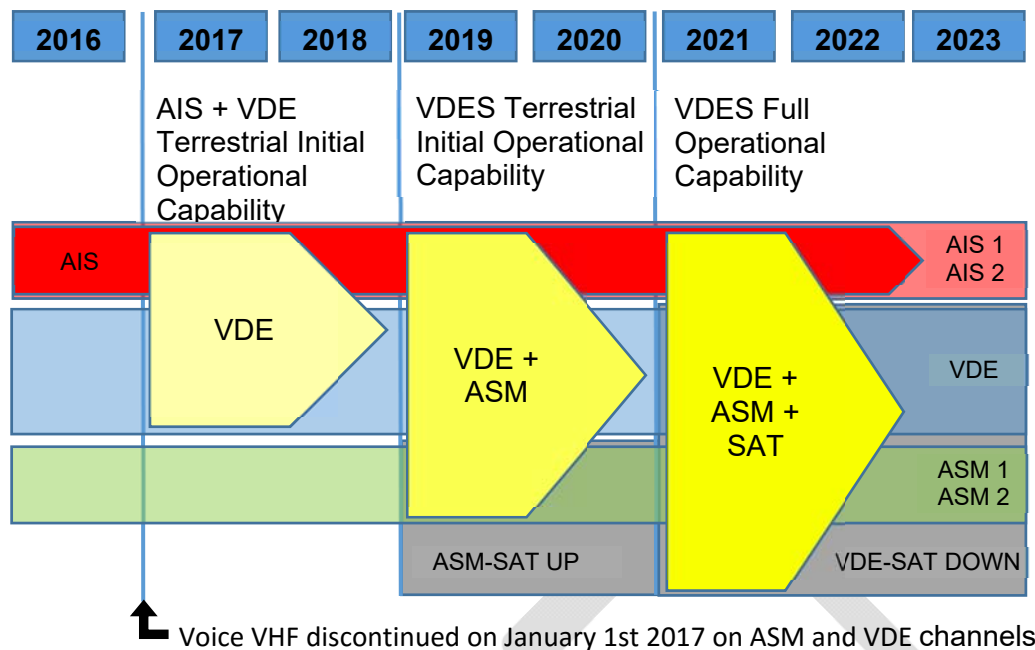 2016 2017 2018 2019 2020 2021 2022 2023
AIS + VDE
Terrestrial Initial
Operational
Capability
VDES Terrestrial
Initial Operational
Capability
VDES Full
Operational
Capability
AIS
AIS 1
AIS 2
VDE
VDE +
ASM
VDE +
ASM +
SAT
VDE
ASM 1
ASM 2
ASM-SAT UP
VDE-SAT DOWN
Voice VHF discontinued on January 1st 2017 on ASM and VDE channels